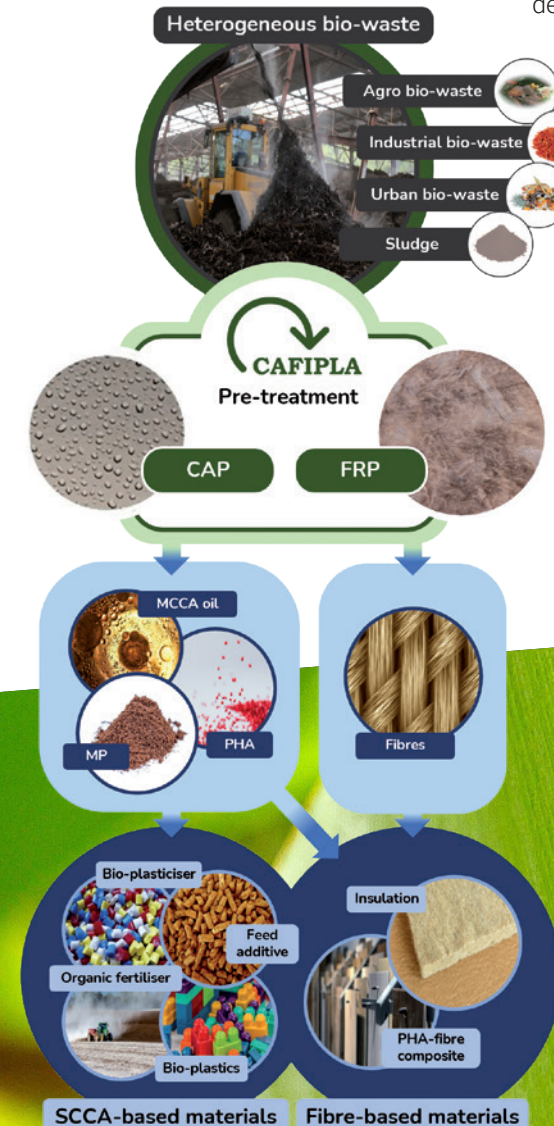 de
Heterogeneous bio-waste
Agro bio-waste
Industrial bio-waste
Urban bio-waste
Sludge
CAFIPLA
Pre-treatment
CAP
FRP
MCCA oil
MP
PHA
Fibres
Bio-plasticiser
Feed
additive
Organic fertiliser
Bio-plastics
Insulation
PHA-fibre
composite
SCCA-based materials
Fibre-based materials